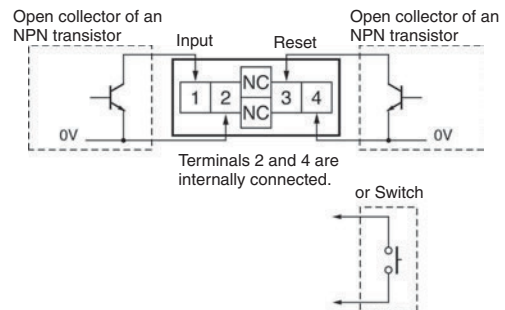 Open collector of an
NPN transistor
Open collector of an
NPN transistor
Input
Reset
NC
1 2 3 4
NC
0V
0V
Terminals 2 and 4 are
internally connected.
or Switch